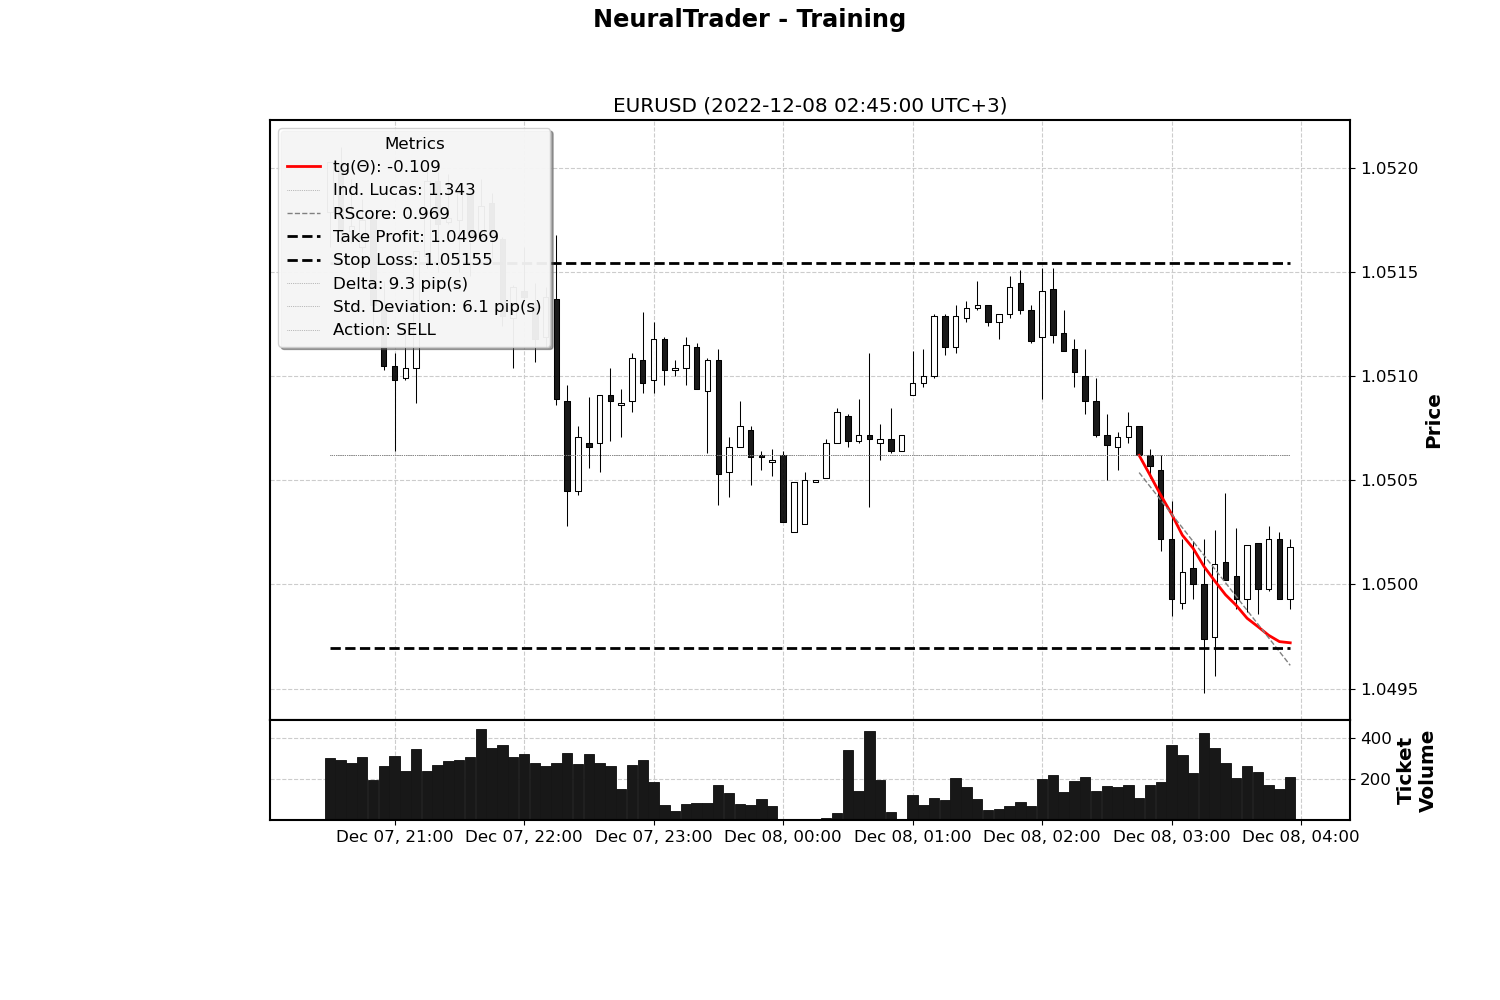 NeuralTrader - Training
EURUSD (2022-12-08 02:45:00 UTC+3)
Metrics
tg(Θ): -0.109
Ind. Lucas: 1.343
RScore: 0.969
Take Profit: 1.04969
Stop Loss: 1.05155
Delta: 9.3 pip(s)
Std. Deviation: 6.1 pip(s)
Action: SELL
1.0520
1.0515
1.0510
1.0505
1.0500
1.0495
Price
400
200
Ticket
Volume
Dec 07, 21:00
Dec 07, 22:00
Dec 07, 23:00
Dec 08, 00:00
Dec 08, 01:00
Dec 08, 02:00
Dec 08, 03:00
Dec 08, 04:00